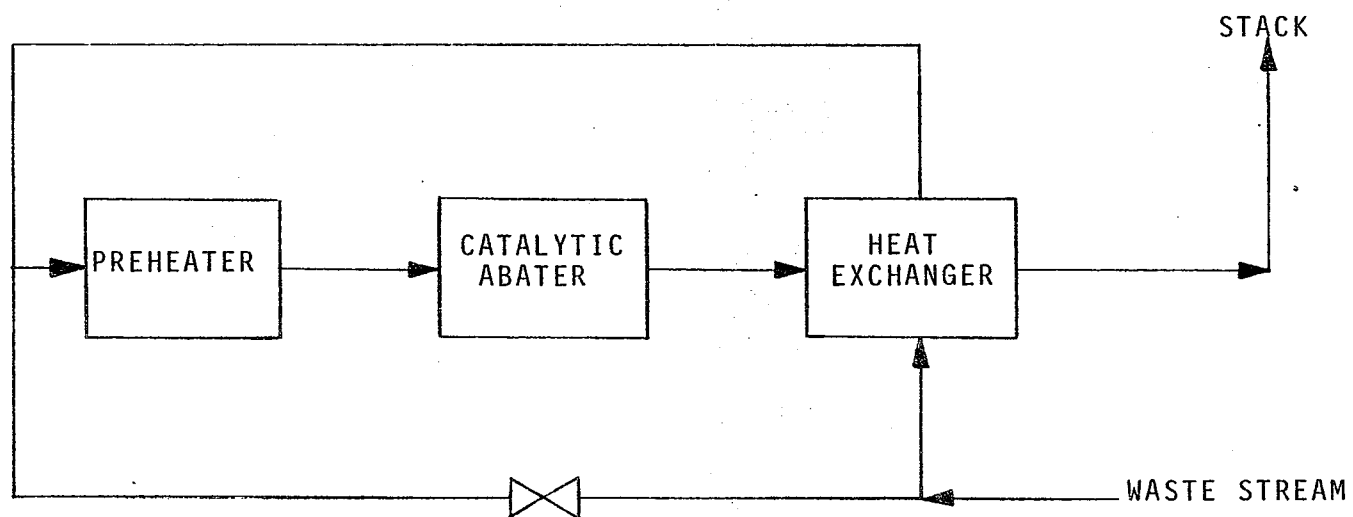 STACK
PREHEATER
CATALYTIC
ABATER
HEAT
EXCHANGER
WASTE STREAM